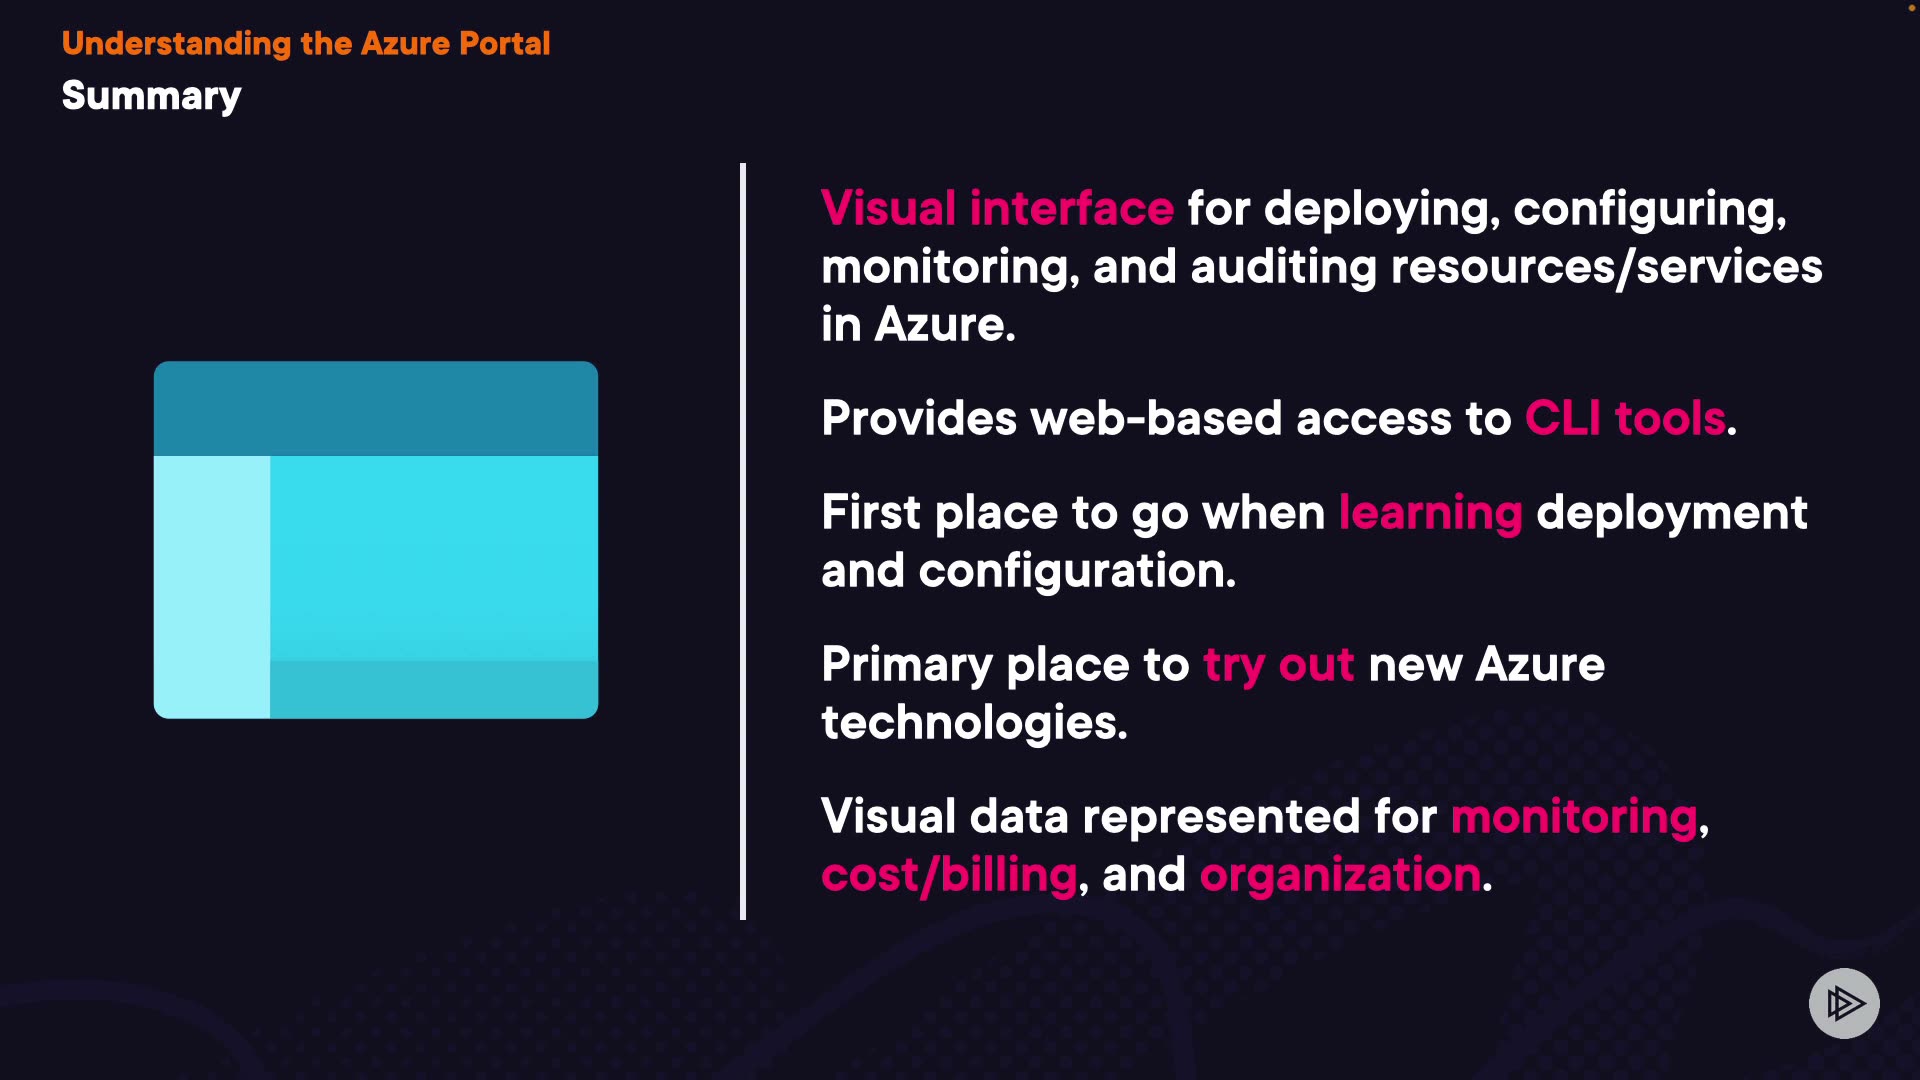 Understanding the Azure Portal
Summary
Visual interface for deploying, configuring,
monitoring, and auditing resources/services
in Azure.
Provides web-based access to CLI tools.
First place to go when learning deployment
and configuration.
Primary place to try out new Azure
technologies.
Visual data represented for monitoring,
cost/billing, and organization.